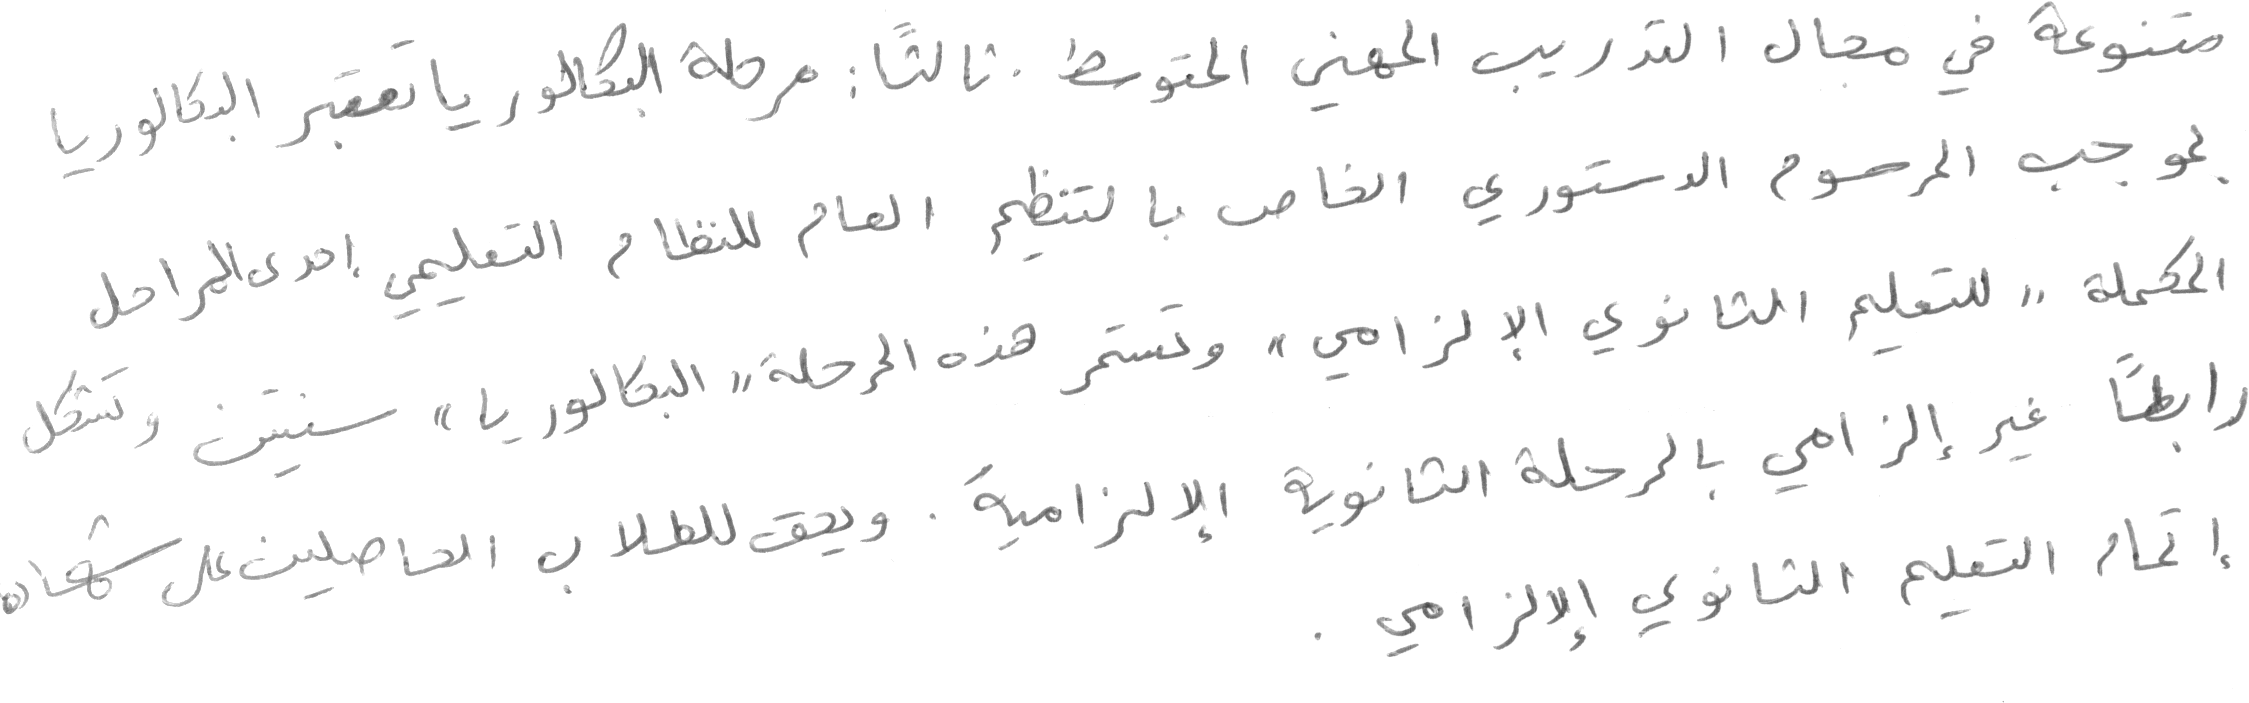 متنوعة في مجال التدريب المهني المتوسط . ثالثًا : مرحلة البكالوريا تعتبر البكالوريا
بموجب المرسوم الدستوري الخاص بالتنظيم العام للنظام التعليمي إحدى المراحل
المكملة " للتعليم الثانوي الإلزامي " وتستمر هذه المرحلة " البكالوريا " سنتين وتشكل
رابطًا غير إلزامي بالمرحلة الثانوية الإلزامية . ويحق للطلاب الحاصلين على شهادة
إتمام التعليم الثانوي الإلزامي .